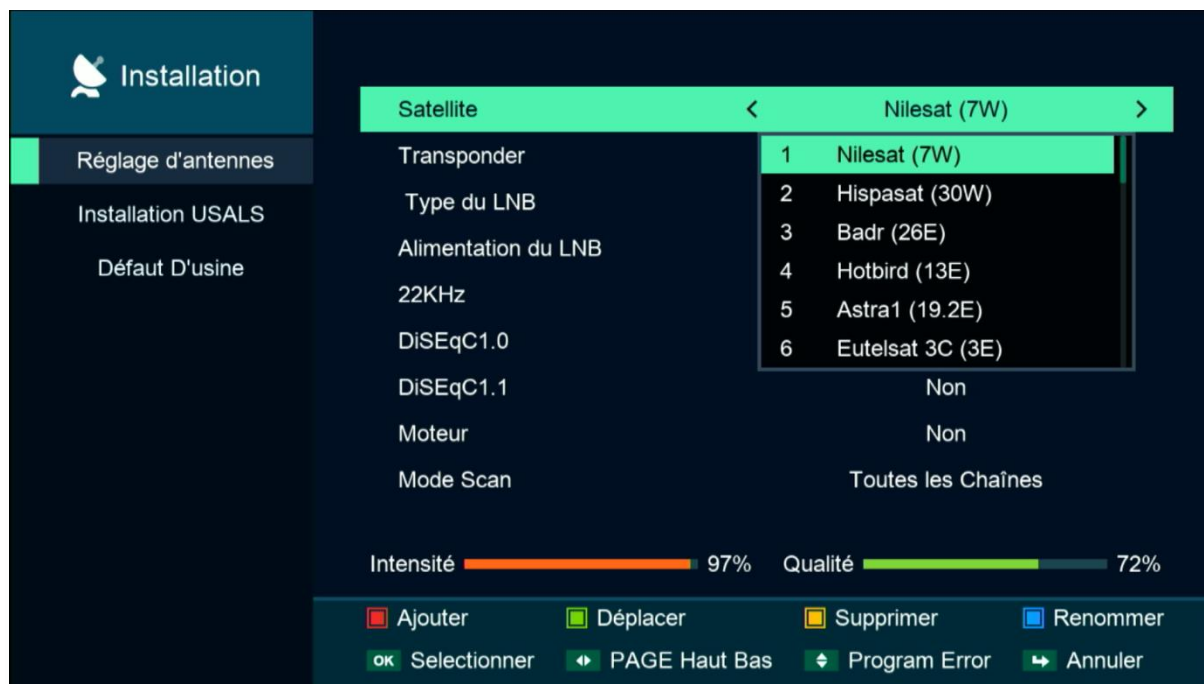 Installation
Réglage d'antennes
Installation USALS
Défaut D'usine
Satellite < Nilesat (7W) >
Transponder
Type du LNB
Alimentation du LNB
22KHz
DiSEqC1.0
DiSEqC1.1 Non
Moteur Non
Mode Scan Toutes les Chaînes
1 Nilesat (7W)
2 Hispasat (30W)
3 Badr (26E)
4 Hotbird (13E)
5 Astra1 (19.2E)
6 Eutelsat 3C (3E)
Intensité 97% Qualité 72%
Ajouter Déplacer Supprimer Renommer
OK Selectionner PAGE Haut Bas Program Error Annuler